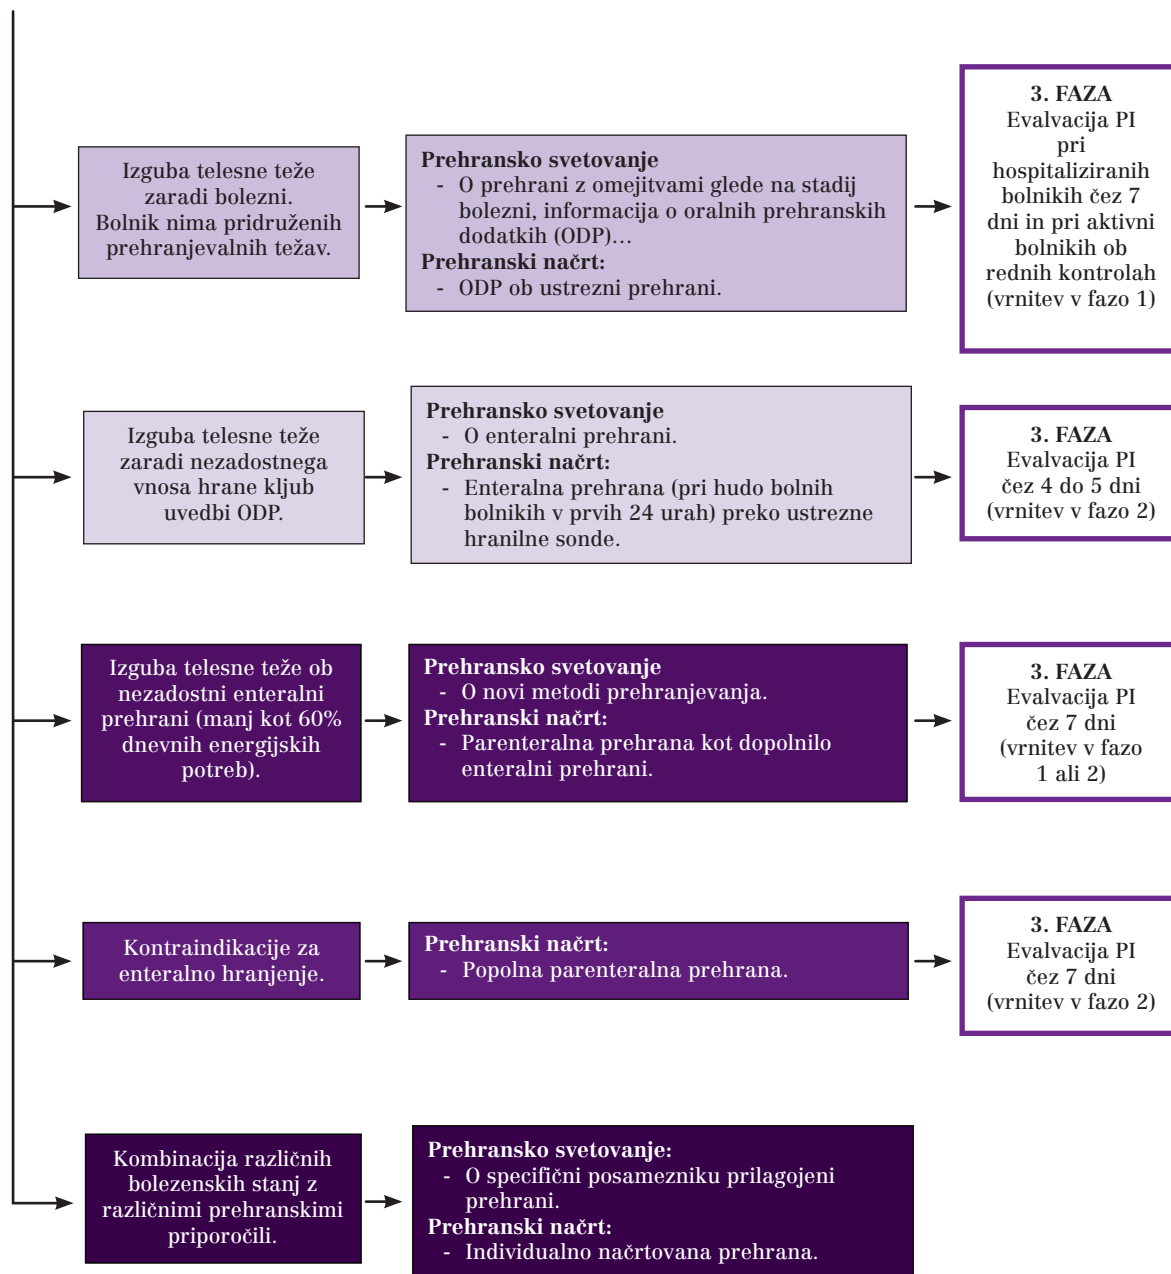 Izguba telesne teže
zaradi bolezni.
Bolnik nima pridruženih
prehranjevalnih težav.
Prehransko svetovanje
- O prehrani z omejitvami glede na stadij
bolezni, informacija o oralnih prehranskih
dodatkih (ODP)…
Prehranski načrt:
- ODP ob ustrezni prehrani.
3. FAZA
Evalvacija PI
pri
hospitaliziranih
bolnikih čez 7
dni in pri aktivni
bolnikih ob
rednih kontrolah
(vrnitev v fazo 1)
Izguba telesne teže
zaradi nezadostnega
vnosa hrane kljub
uvedbi ODP.
Prehransko svetovanje
- O enteralni prehrani.
Prehranski načrt:
- Enteralna prehrana (pri hudo bolnih
bolnikih v prvih 24 urah) preko ustrezne
hranilne sonde.
3. FAZA
Evalvacija PI
čez 4 do 5 dni
(vrnitev v fazo 2)
Izguba telesne teže ob
nezadostni enteralni
prehrani (manj kot 60%
dnevnih energijskih
potreb).
Prehransko svetovanje
- O novi metodi prehranjevanja.
Prehranski načrt:
- Parenteralna prehrana kot dopolnilo
enteralni prehrani.
3. FAZA
Evalvacija PI
čez 7 dni
(vrnitev v fazo
1 ali 2)
Kontraindikacije za
enteralno hranjenje.
Prehranski načrt:
- Popolna parenteralna prehrana.
3. FAZA
Evalvacija PI
čez 7 dni
(vrnitev v fazo 2)
Kombinacija različnih
bolezenskih stanj z
različnimi prehranskimi
priporočili.
Prehransko svetovanje:
- O specifični posamezniku prilagojeni
prehrani.
Prehranski načrt:
- Individualno načrtovana prehrana.